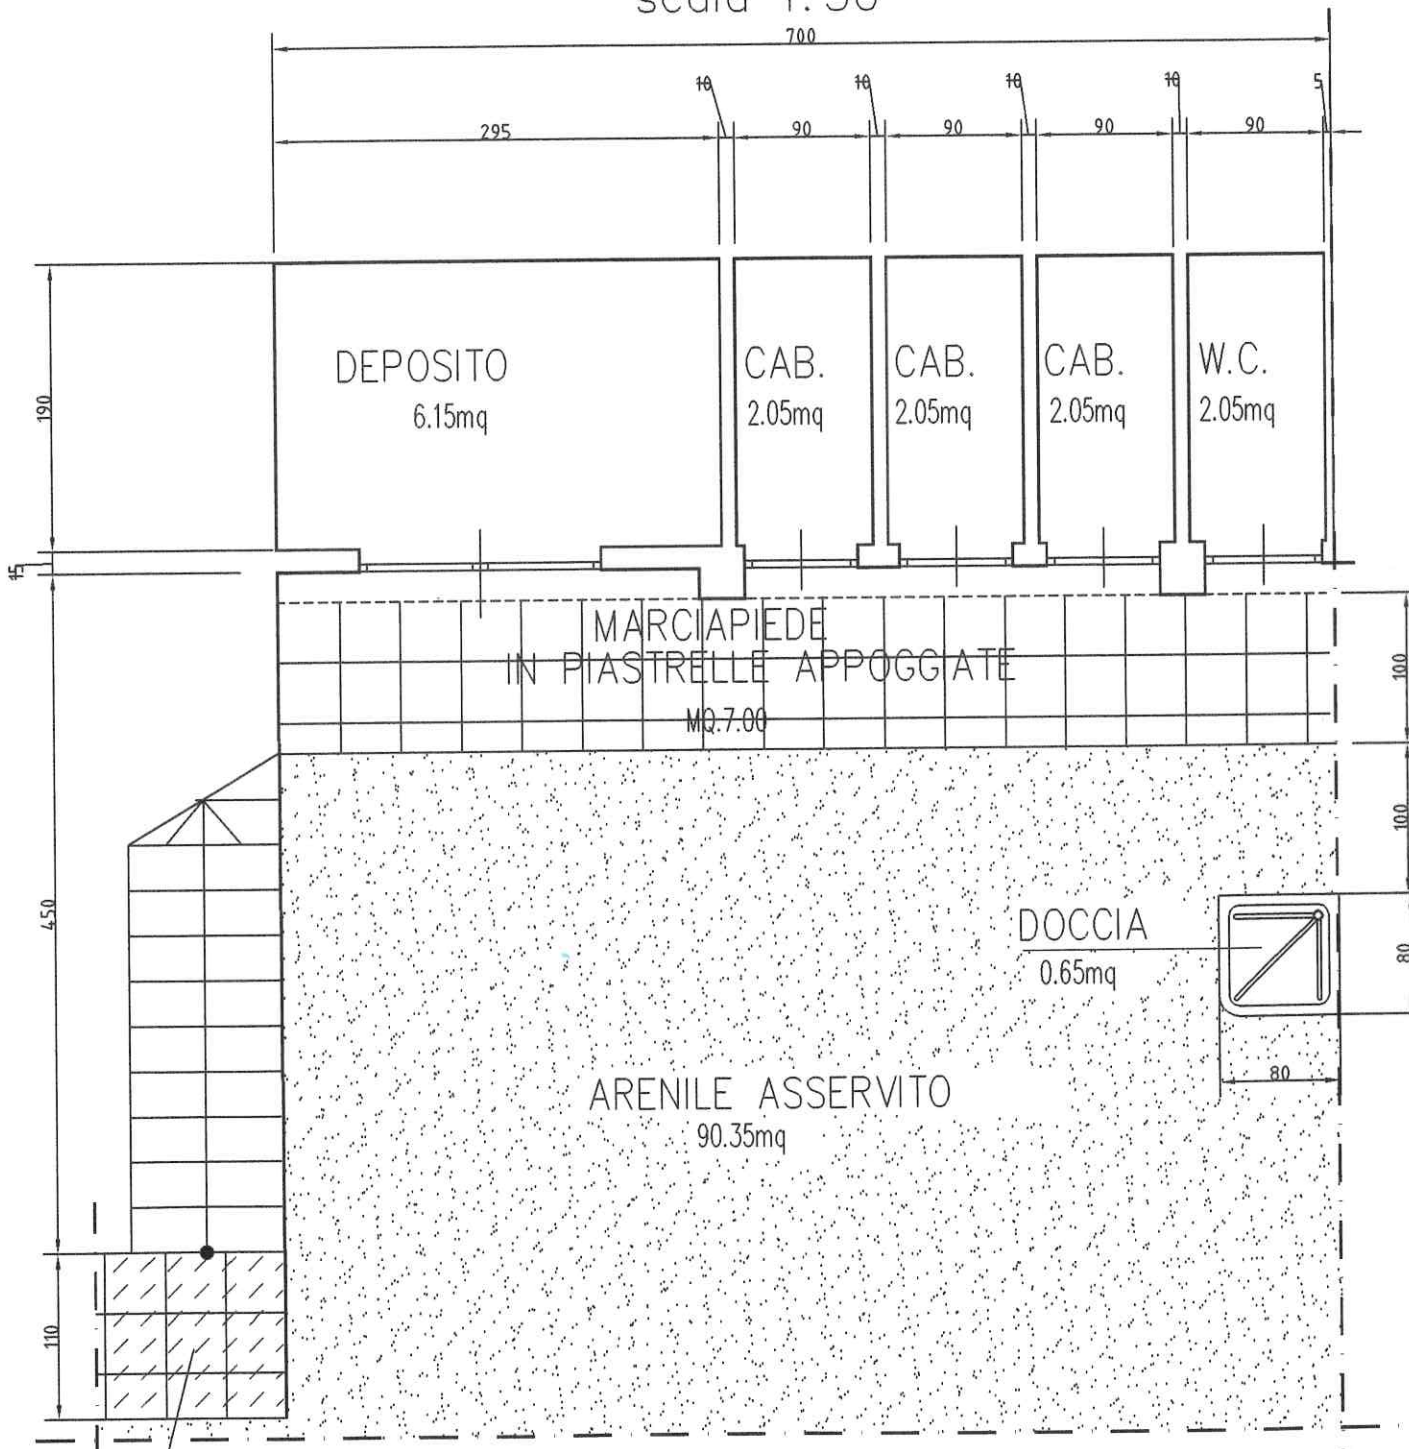 scala 1:50
700
10 10 10 10 5
295 90 90 90 90
DEPOSITO CAB. CAB. CAB. W.C.
6.15mq 2.05mq 2.05mq 2.05mq 2.05mq
190
15
MARCIAPIEDE
IN PIASTRELLE APPOGGIATE
MQ.7.00
100
100
450
DOCCIA
0.65mq
80
80
ARENILE ASSERVITO
90.35mq
110